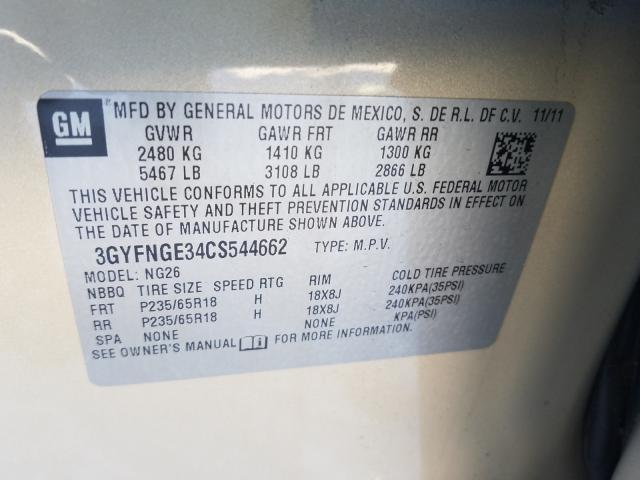 GM
MFD BY GENERAL MOTORS DE MEXICO, S. DE R.L. DF C.V. 11/11
GVWR GAWR FRT GAWR RR
2480 KG 1410 KG 1300 KG
5467 LB 3108 LB 2866 LB
THIS VEHICLE CONFORMS TO ALL APPLICABLE U.S. FEDERAL MOTOR
VEHICLE SAFETY AND THEFT PREVENTION STANDARDS IN EFFECT ON
THE DATE OF MANUFACTURE SHOWN ABOVE.
3GYFNGE34CS544662 TYPE: M.P.V.
MODEL: NG26
NBBQ TIRE SIZE SPEED RTG RIM COLD TIRE PRESSURE
FRT P235/65R18 H 18X8J 240KPA(35PSI)
RR P235/65R18 H 18X8J 240KPA(35PSI)
SPA NONE NONE KPA(PSI)
SEE OWNER'S MANUAL FOR MORE INFORMATION.